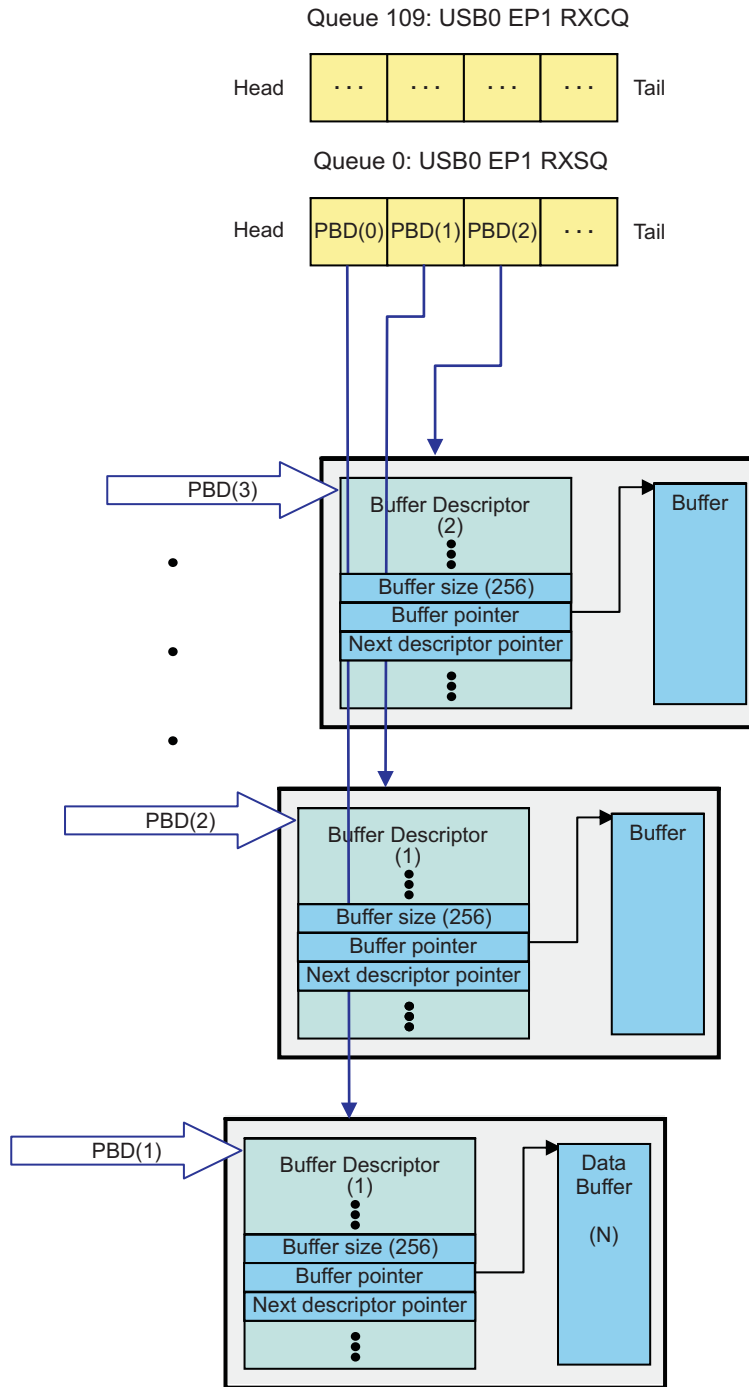 Queue 109: USB0 EP1 RXCQ
Head ... ... ... ... Tail
Queue 0: USB0 EP1 RXSQ
Head PBD(0) PBD(1) PBD(2) ... Tail
PBD(3)
Buffer Descriptor
(2)
Buffer size (256)
Buffer pointer
Next descriptor pointer
Buffer
PBD(2)
Buffer Descriptor
(1)
Buffer size (256)
Buffer pointer
Next descriptor pointer
Buffer
PBD(1)
Buffer Descriptor
(1)
Buffer size (256)
Buffer pointer
Next descriptor pointer
Data
Buffer
(N)